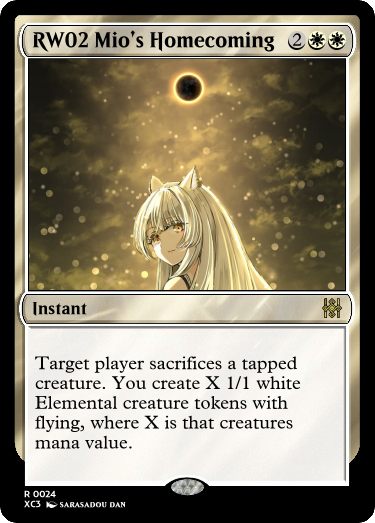 RW02 Mio's Homecoming 2
Instant
Target player sacrifices a tapped
creature. You create X 1/1 white
Elemental creature tokens with
flying, where X is that creatures
mana value.
R 0024
XC3 SARASADOU DAN